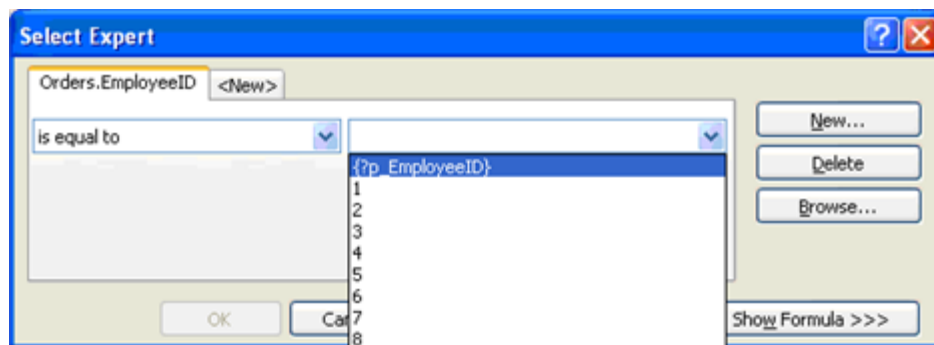 Select Expert
Orders.EmployeeID <New>
is equal to
New...
{?p_EmployeeID}
Delete
1
2
Browse...
3
4
5
6
OK
7
Show Formula >>>
8